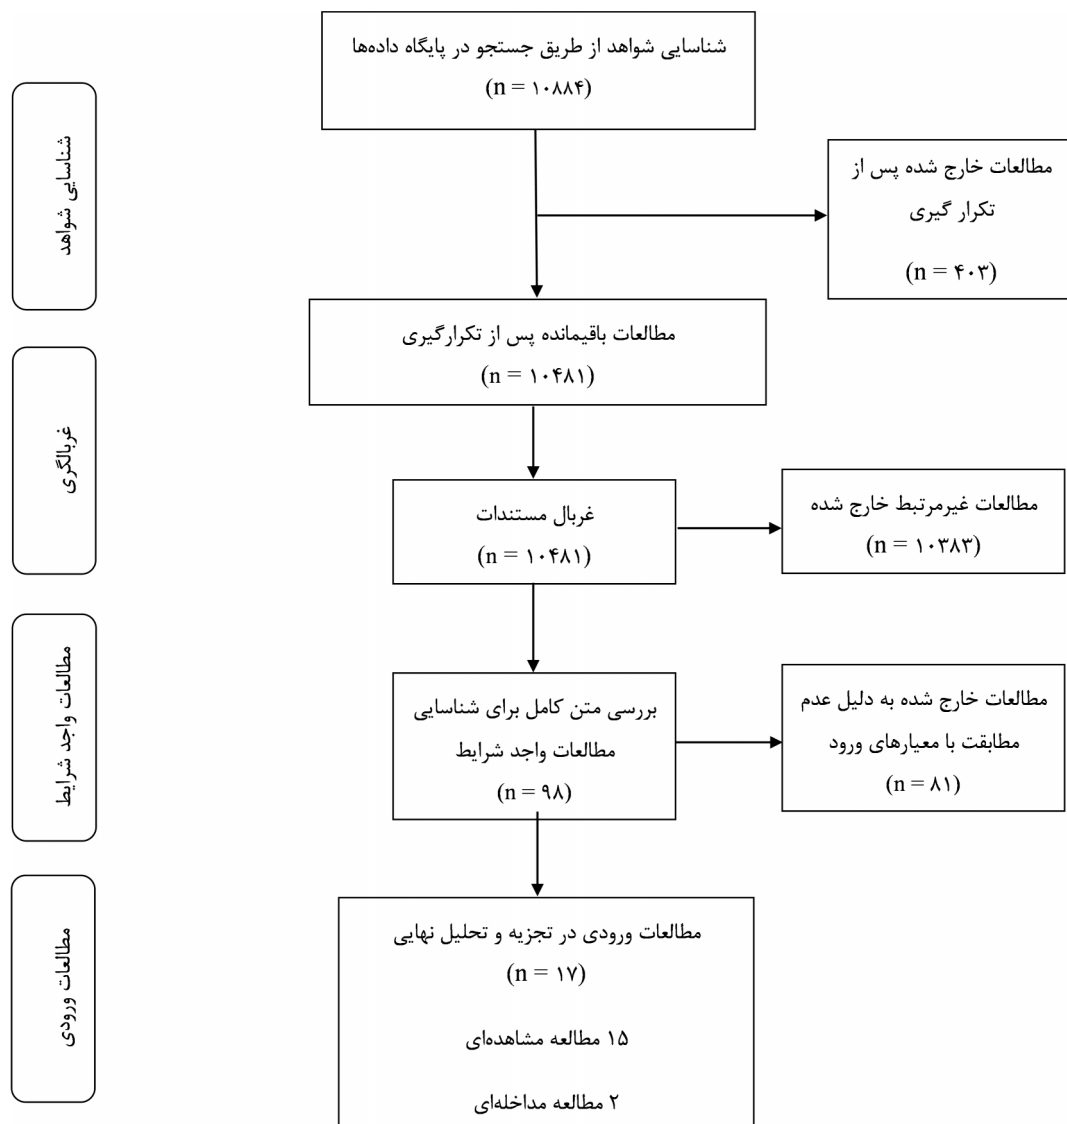 شناسایی شواهد از طریق جستجو در پایگاه داده‌ها
(n = ۱۰۸۸۴)
شناسایی شواهد
مطالعات خارج شده پس از
تکرار گیری
(n = ۴۰۳)
مطالعات باقیمانده پس از تکرارگیری
(n = ۱۰۴۸۱)
غربالگری
غربال مستندات
(n = ۱۰۴۸۱)
مطالعات غیرمرتبط خارج شده
(n = ۱۰۳۸۳)
مطالعات واجد شرایط
بررسی متن کامل برای شناسایی
مطالعات واجد شرایط
(n = ۹۸)
مطالعات خارج شده به دلیل عدم
مطابقت با معیارهای ورود
(n = ۸۱)
مطالعات ورودی
مطالعات ورودی در تجزیه و تحلیل نهایی
(n = ۱۷)
۱۵ مطالعه مشاهده‌ای
۲ مطالعه مداخله‌ای